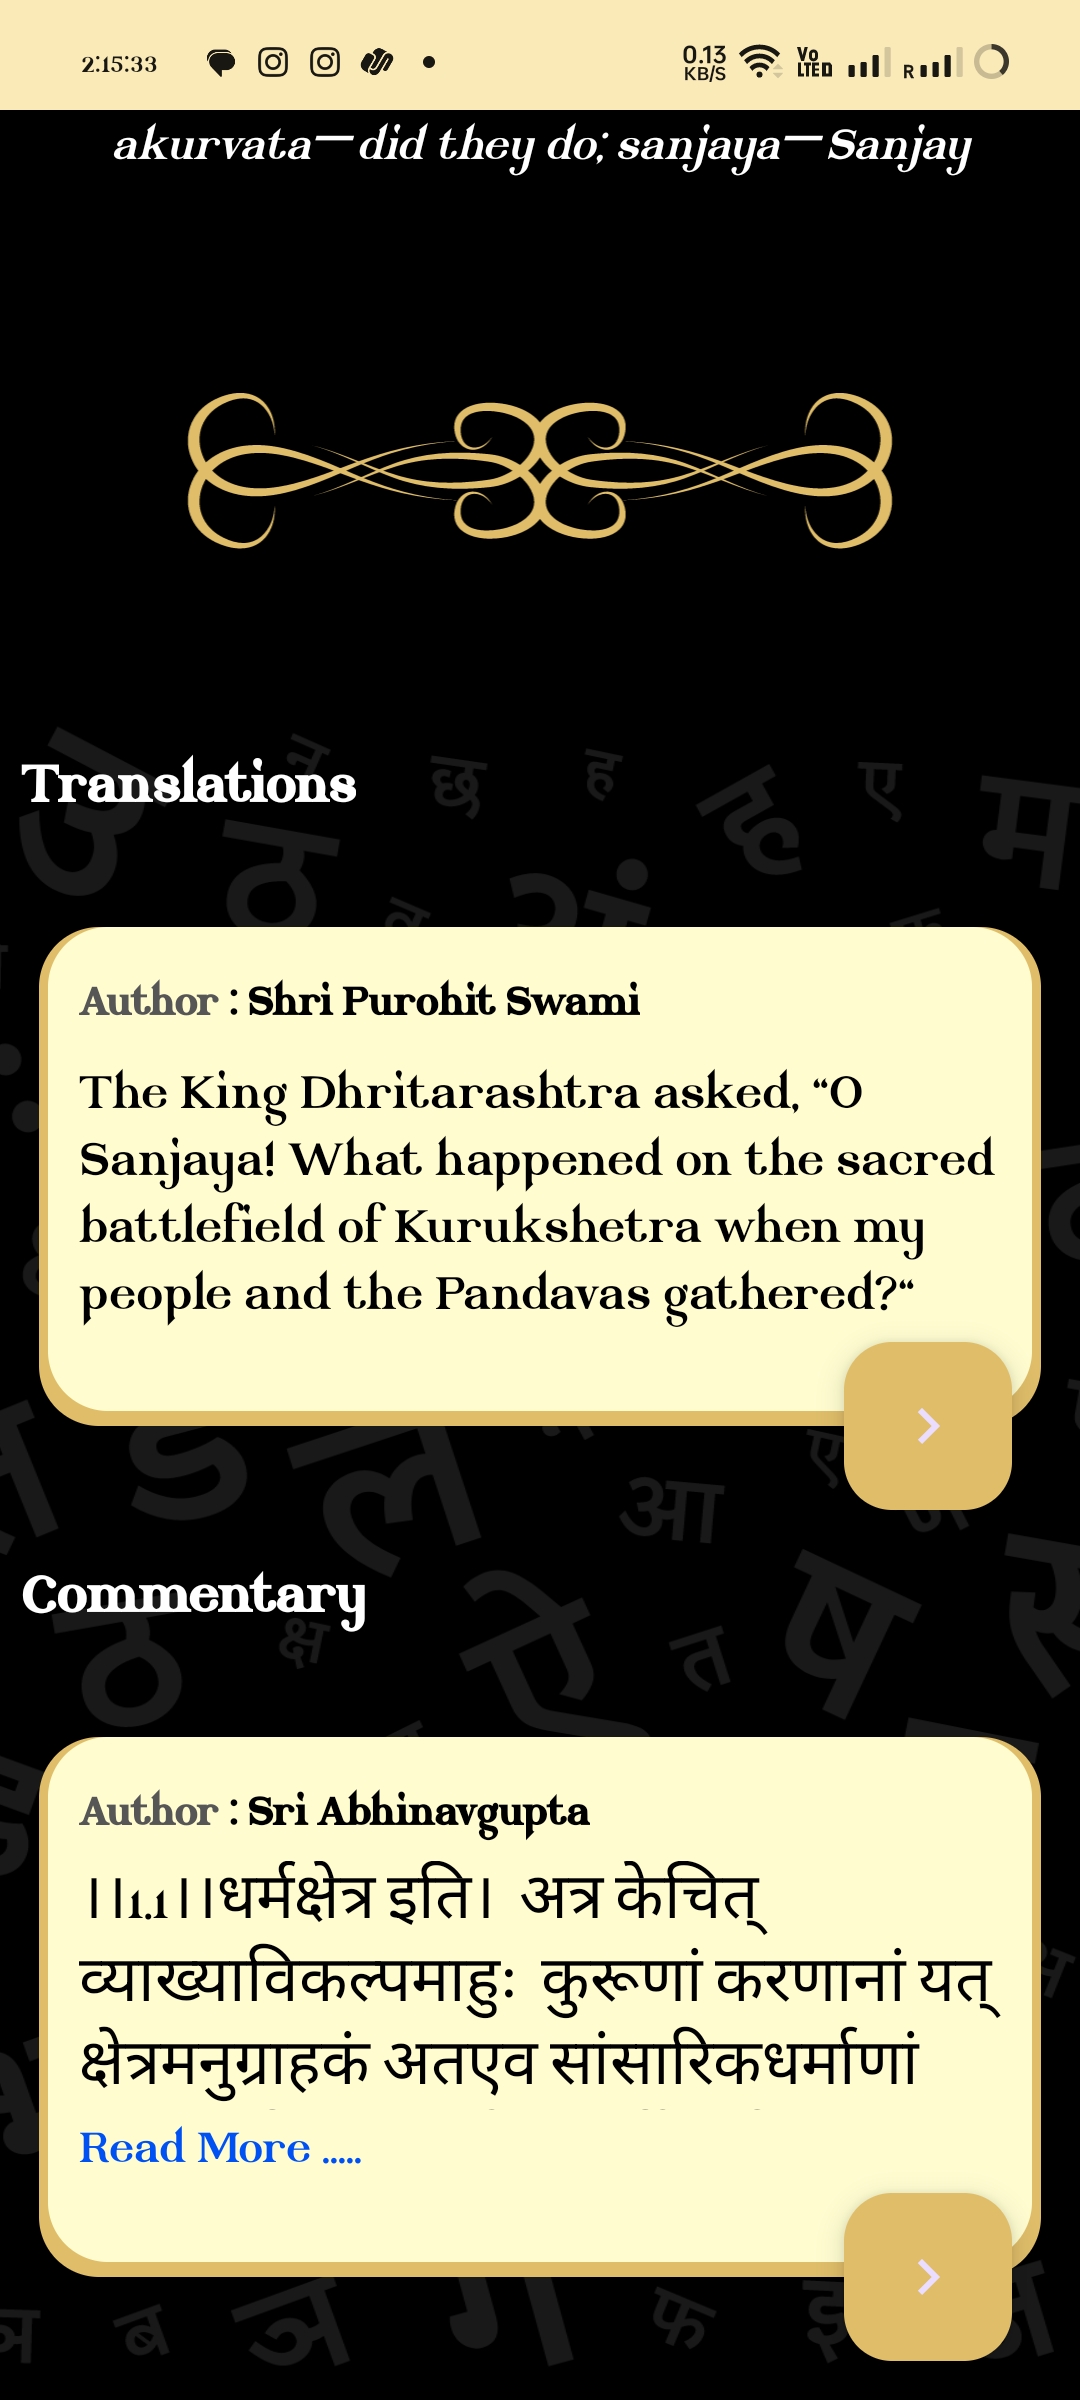 2:15:33
0.13
KB/S
Vo
LTE
R
akurvata—did they do; sanjaya—Sanjay
Translations
Author : Shri Purohit Swami
The King Dhritarashtra asked, “O
Sanjaya! What happened on the sacred
battlefield of Kurukshetra when my
people and the Pandavas gathered?“
Commentary
Author : Sri Abhinavgupta
।।1.1।।धर्मक्षेत्र इति। अत्र केचित्
व्याख्याविकल्पमाहुः कुरूणां करणानां यत्
क्षेत्रमनुग्राहकं अतएव सांसारिकधर्माणां
Read More .....